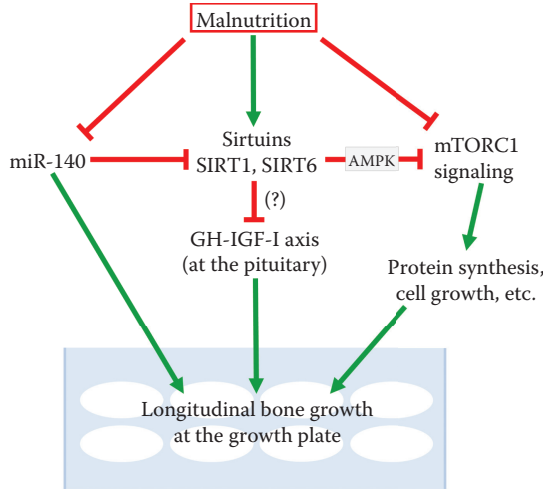 Malnutrition
miR-140
Sirtuins
SIRT1, SIRT6
AMPK
mTORC1
signaling
(?)
GH-IGF-I axis
(at the pituitary)
Protein synthesis,
cell growth, etc.
Longitudinal bone growth
at the growth plate